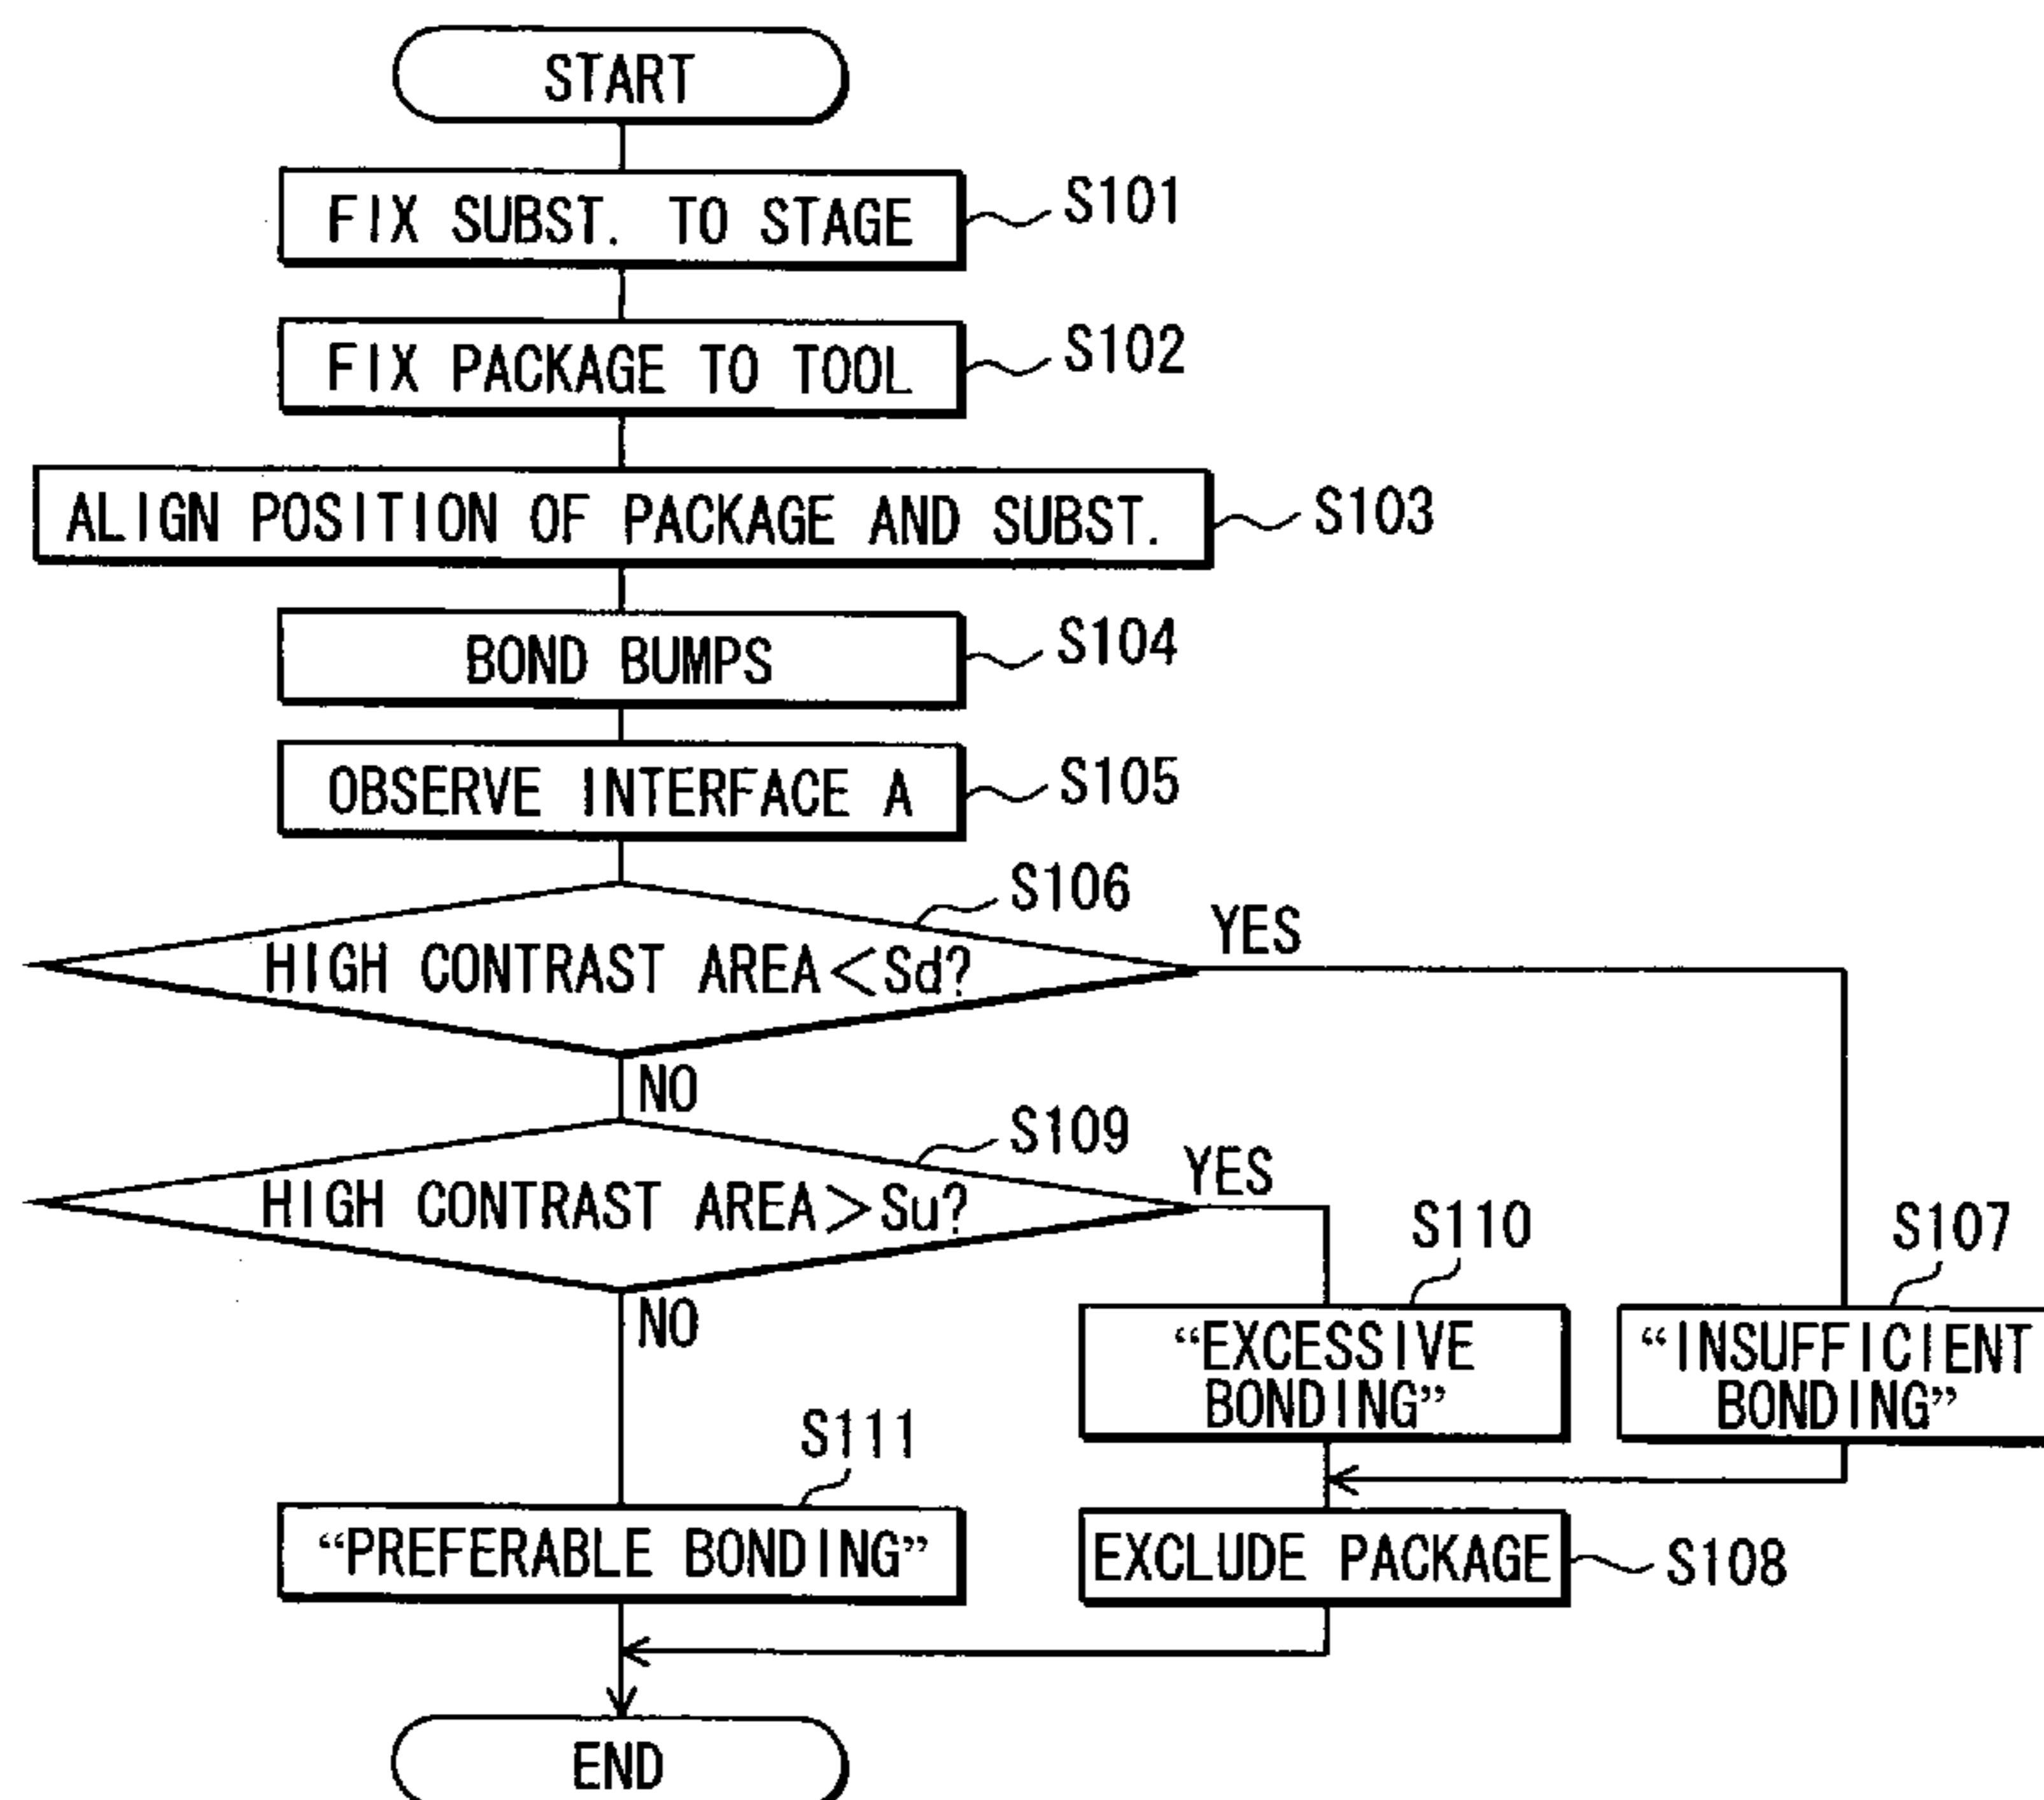 START
FIX SUBST. TO STAGE
S101
FIX PACKAGE TO TOOL
S102
ALIGN POSITION OF PACKAGE AND SUBST.
S103
BOND BUMPS
S104
OBSERVE INTERFACE A
S105
S106
HIGH CONTRAST AREA<Sd?
YES
NO
S109
HIGH CONTRAST AREA>Su?
YES
NO
S110
“EXCESSIVE
BONDING”
S107
“INSUFFICIENT
BONDING”
S111
“PREFERABLE BONDING”
EXCLUDE PACKAGE
S108
END